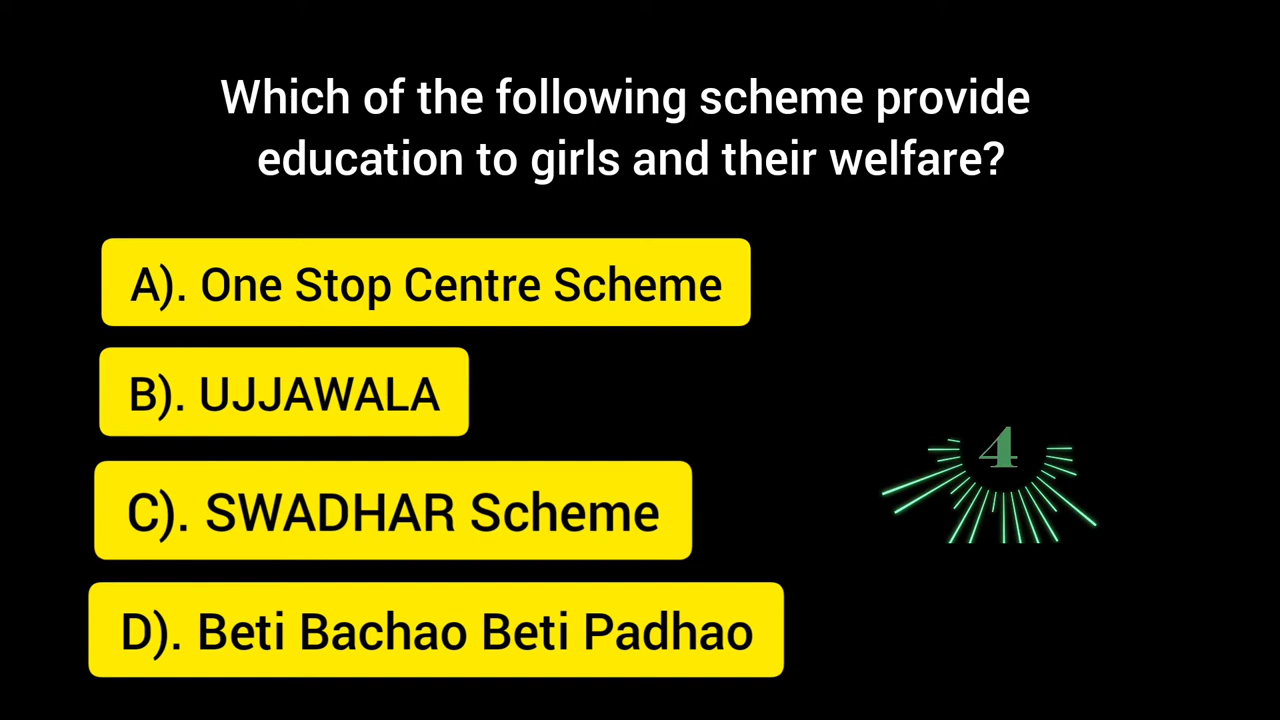 Which of the following scheme provide
education to girls and their welfare?
A). One Stop Centre Scheme
B). UJJAWALA
4
C). SWADHAR Scheme
D). Beti Bachao Beti Padhao